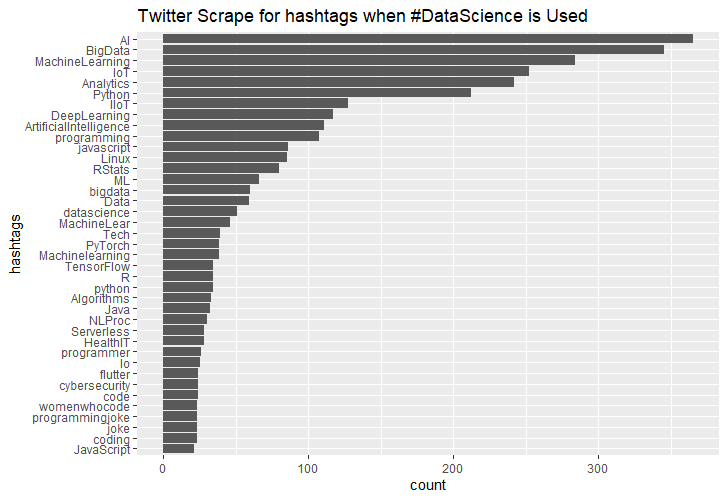 Twitter Scrape for hashtags when #DataScience is Used
AI
BigData
MachineLearning
IoT
Analytics
Python
IIoT
DeepLearning
ArtificialIntelligence
programming
javascript
Linux
RStats
ML
bigdata
Data
datascience
MachineLear
Tech
PyTorch
Machinelearning
TensorFlow
R
python
Algorithms
Java
NLProc
Serverless
HealthIT
programmer
Io
flutter
cybersecurity
code
womenwhocode
programmingjoke
joke
coding
JavaScript
hashtags
0 100 200 300
count